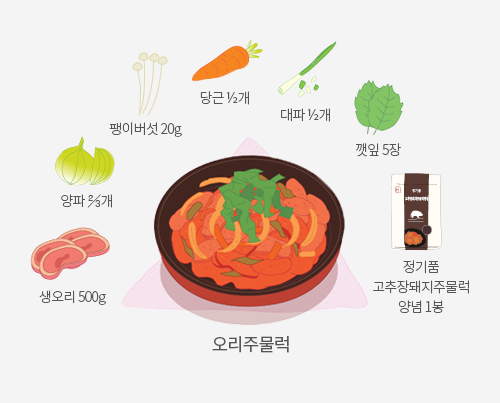 당근 ½개
대파 ½개
팽이버섯 20g
깻잎 5장
양파 ⅖개
생오리 500g
정기품
고추장돼지주물럭
양념 1봉
오리주물럭